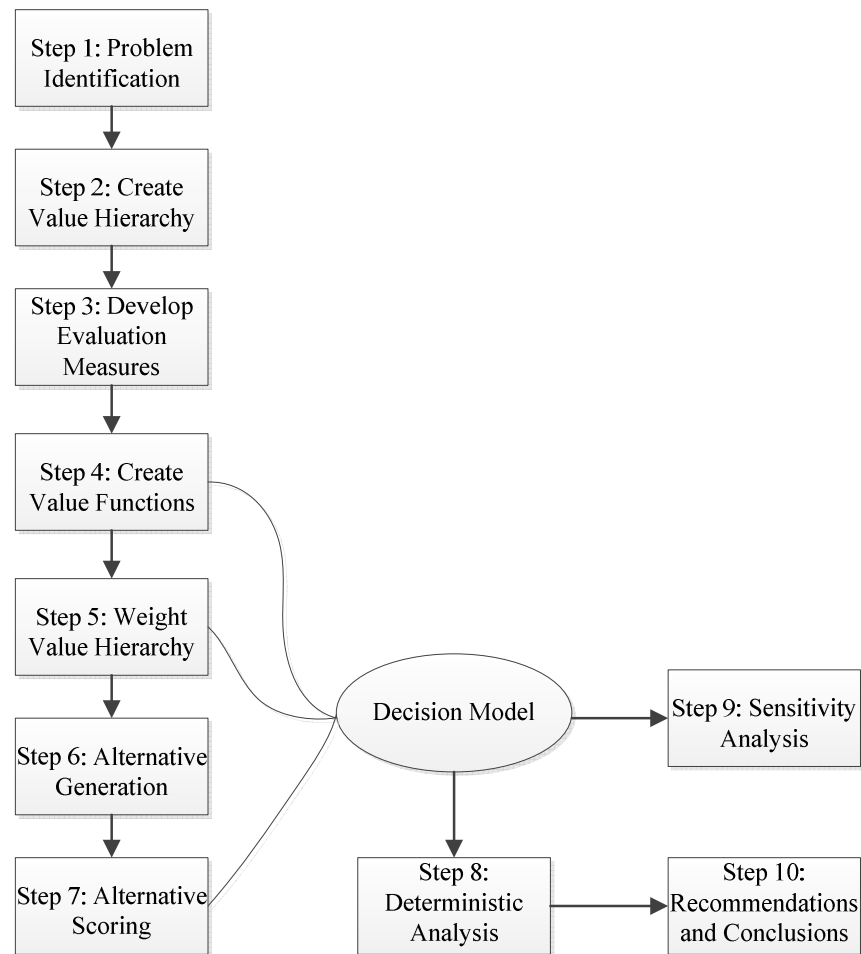 Step 1: Problem
Identification
Step 2: Create
Value Hierarchy
Step 3: Develop
Evaluation
Measures
Step 4: Create
Value Functions
Step 5: Weight
Value Hierarchy
Step 6: Alternative
Generation
Step 7: Alternative
Scoring
Decision Model
Step 8:
Deterministic
Analysis
Step 9: Sensitivity
Analysis
Step 10:
Recommendations
and Conclusions